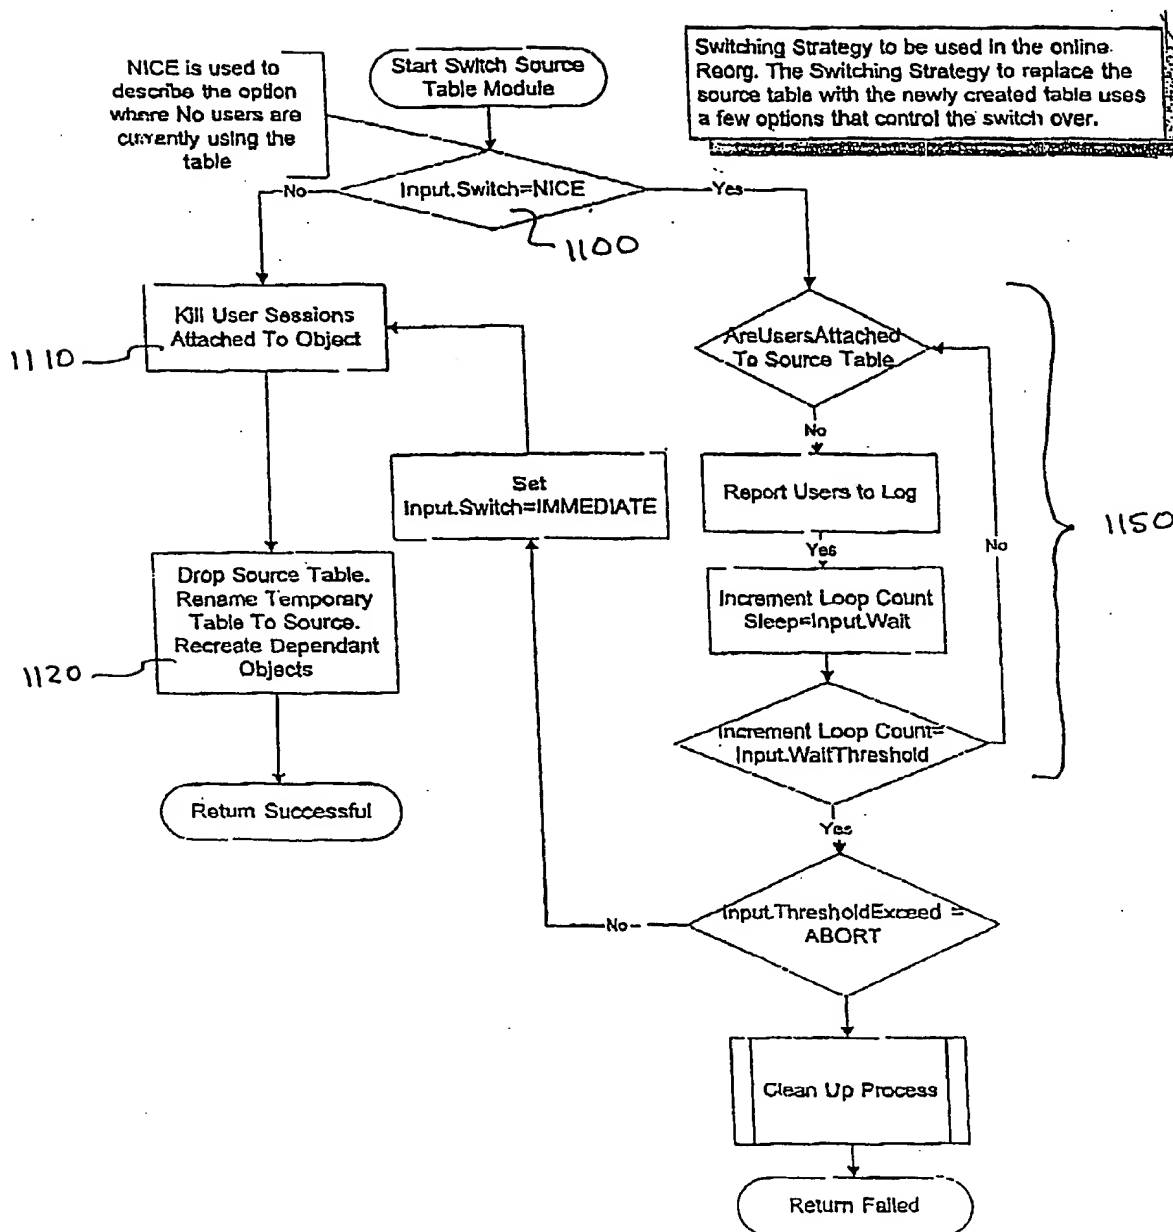 NICE is used to
describe the option
where No users are
currently using the
table
Start Switch Source
Table Module
Switching Strategy to be used in the online
Reorg. The Switching Strategy to replace the
source table with the newly created table uses
a few options that control the switch over.
Input.Switch=NICE
No
Yes
1100
Kill User Sessions
Attached To Object
1110
AreUsersAttached
To Source Table
No
Set
Input.Switch=IMMEDIATE
Report Users to Log
Yes
No
1150
Drop Source Table.
Rename Temporary
Table To Source.
Recreate Dependant
Objects
1120
Increment Loop Count
Sleep=Input.Wait
Increment Loop Count=
Input.WaitThreshold
Return Successful
Yes
Input.ThresholdExceed =
ABORT
No
Clean Up Process
Return Failed